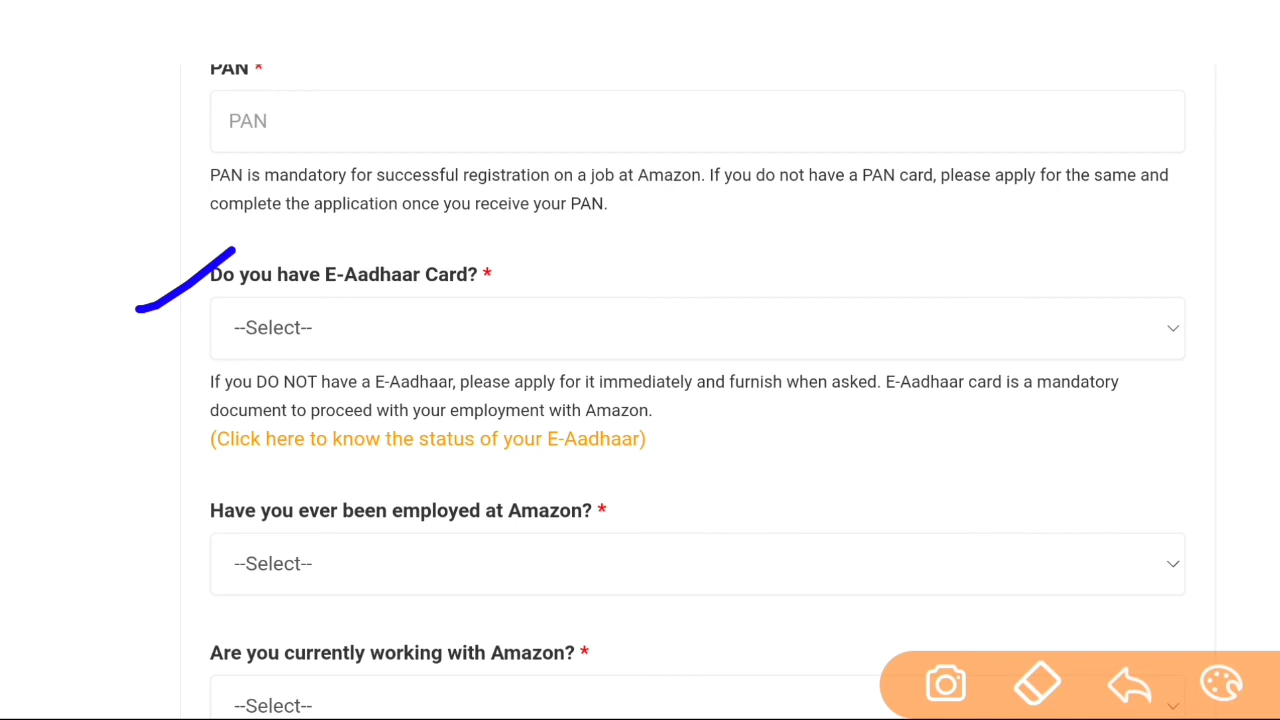 PAN *
PAN
PAN is mandatory for successful registration on a job at Amazon. If you do not have a PAN card, please apply for the same and
complete the application once you receive your PAN.
Do you have E-Aadhaar Card? *
--Select--
If you DO NOT have a E-Aadhaar, please apply for it immediately and furnish when asked. E-Aadhaar card is a mandatory
document to proceed with your employment with Amazon.
(Click here to know the status of your E-Aadhaar)
Have you ever been employed at Amazon? *
--Select--
Are you currently working with Amazon? *
--Select--